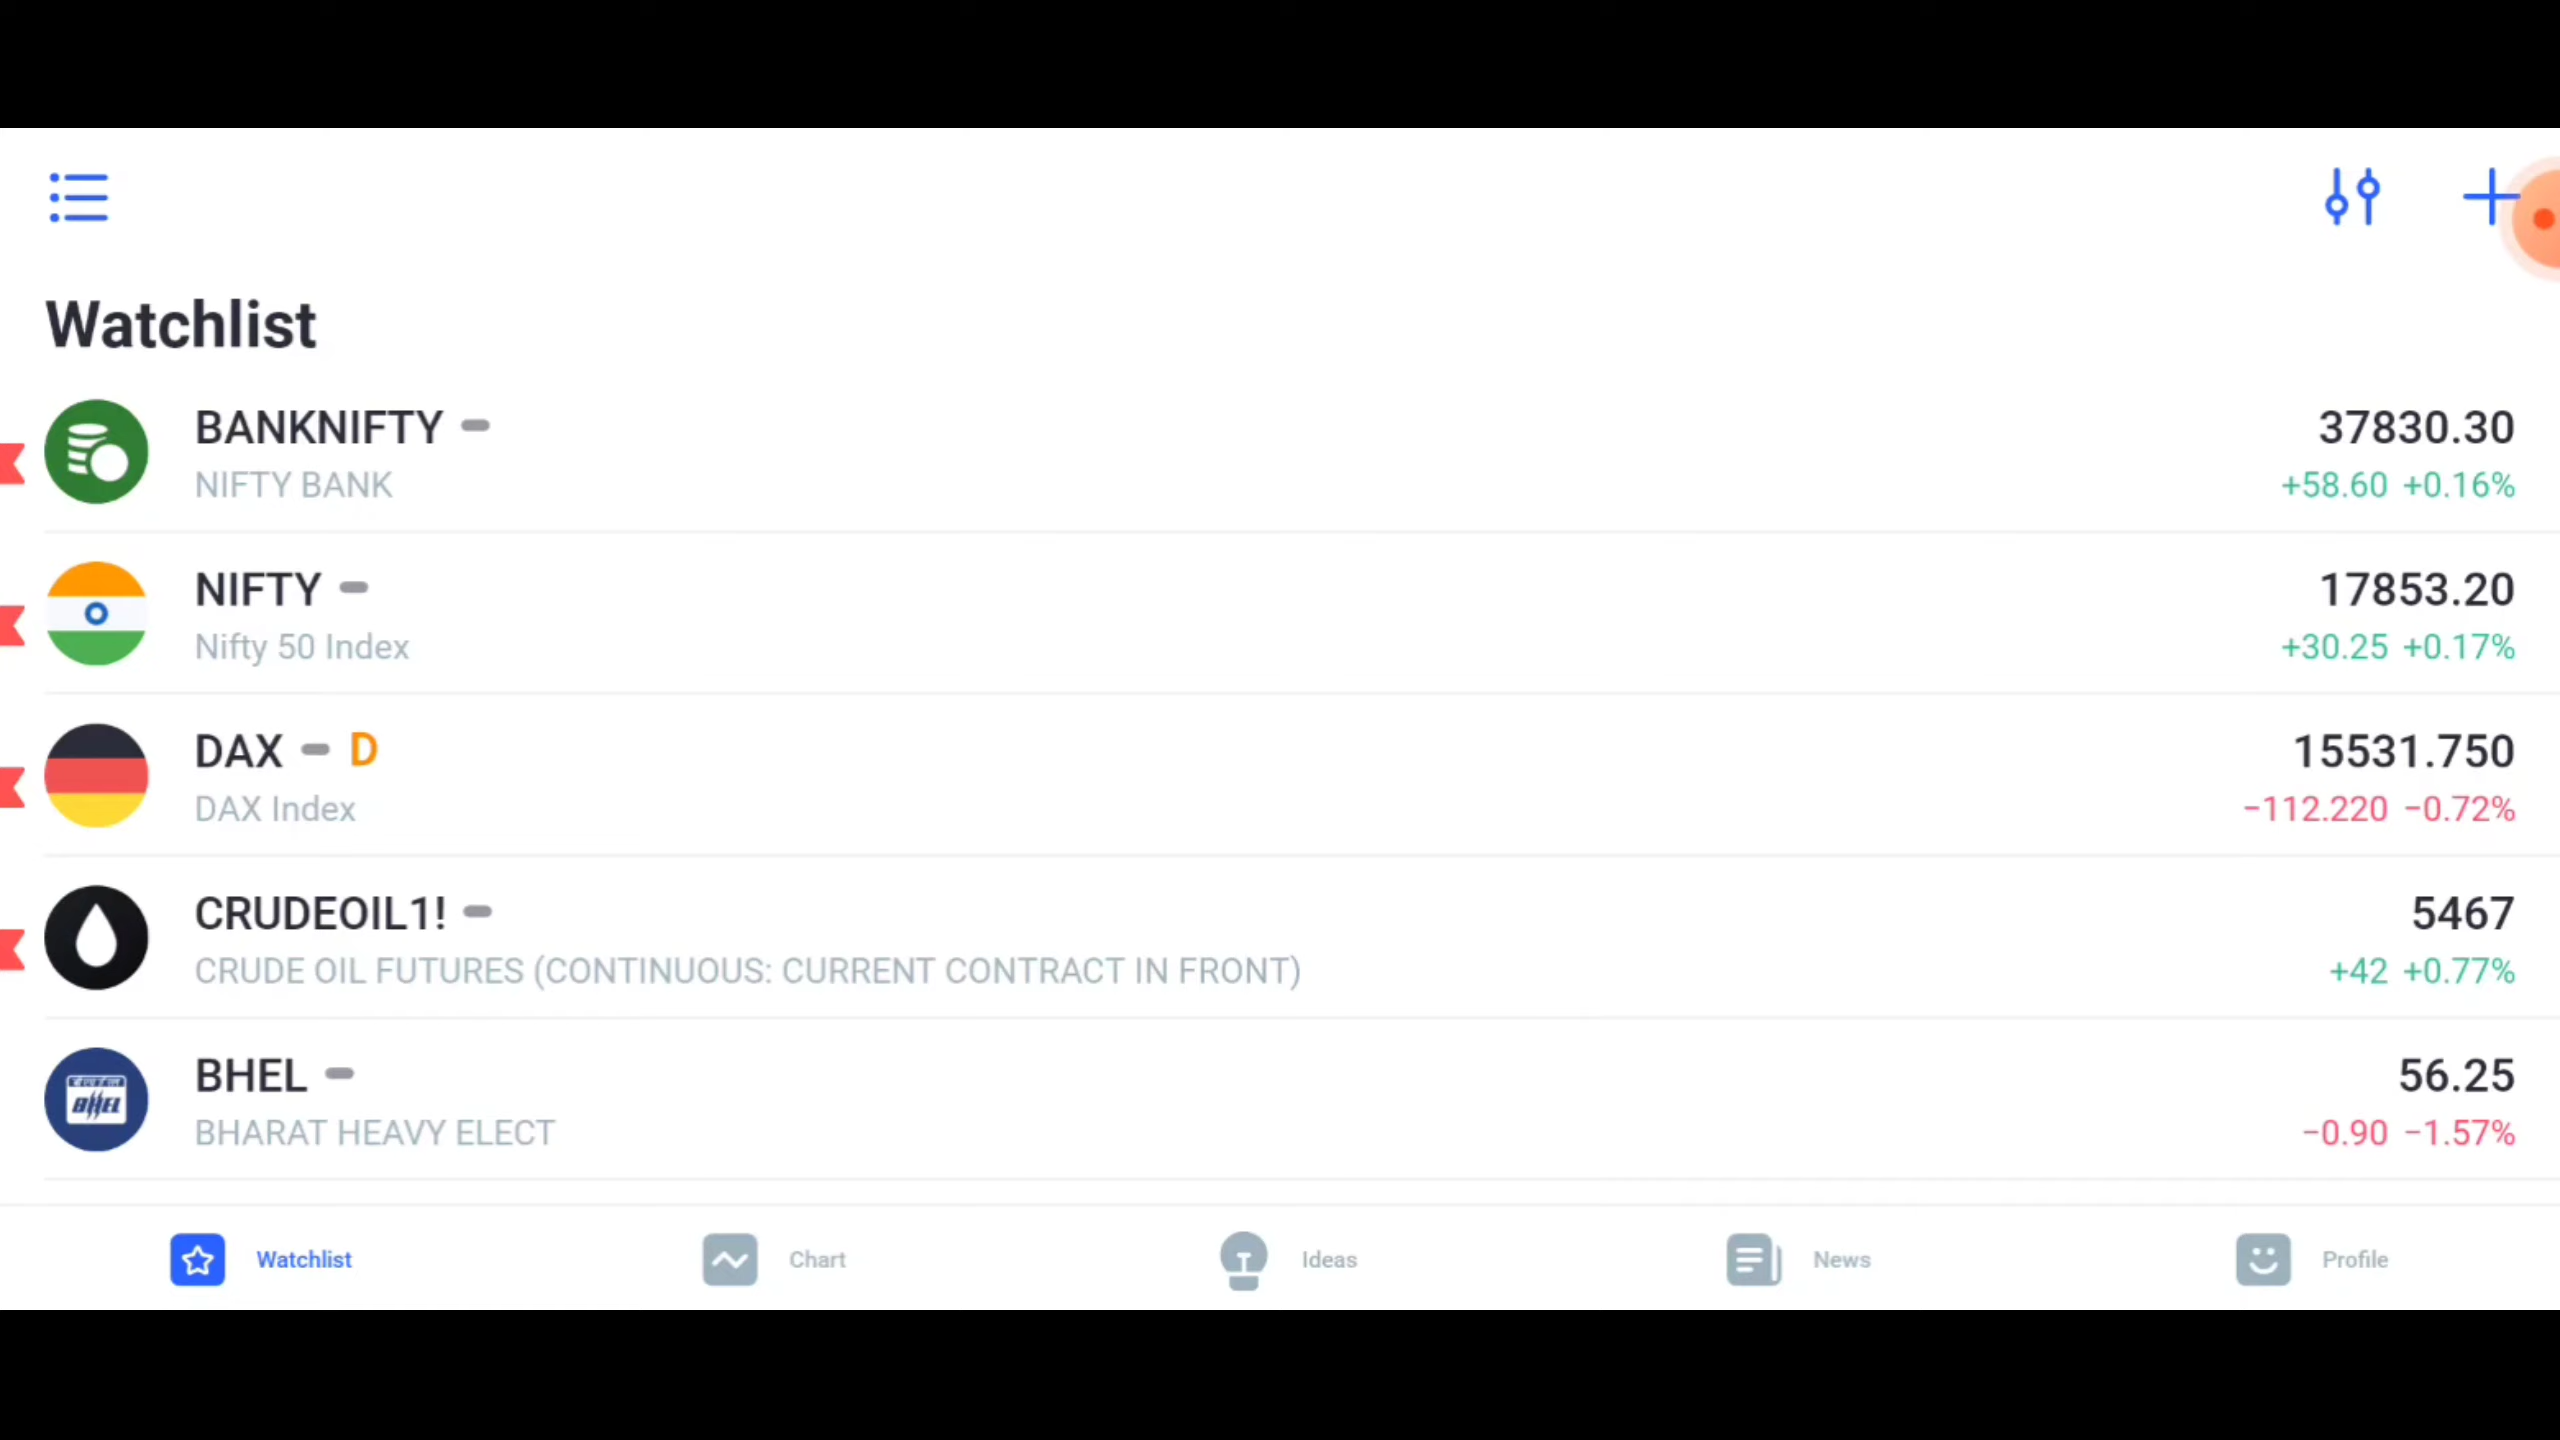 Watchlist
BANKNIFTY
37830.30
NIFTY BANK
+58.60 +0.16%
NIFTY
17853.20
Nifty 50 Index
+30.25 +0.17%
DAX D
15531.750
DAX Index
−112.220 −0.72%
CRUDEOIL1!
5467
CRUDE OIL FUTURES (CONTINUOUS: CURRENT CONTRACT IN FRONT)
+42 +0.77%
BHEL
56.25
BHEL
BHARAT HEAVY ELECT
−0.90 −1.57%
Watchlist Chart Ideas News Profile